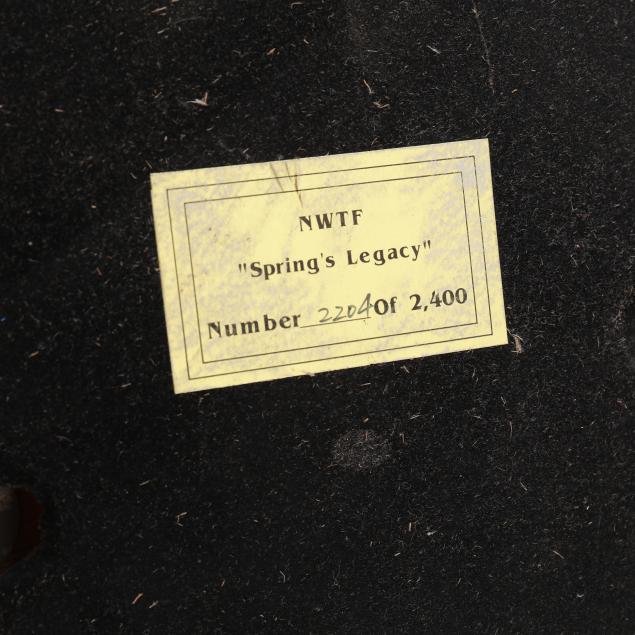 NWTF
"Spring's Legacy"
Number 2204 Of 2,400